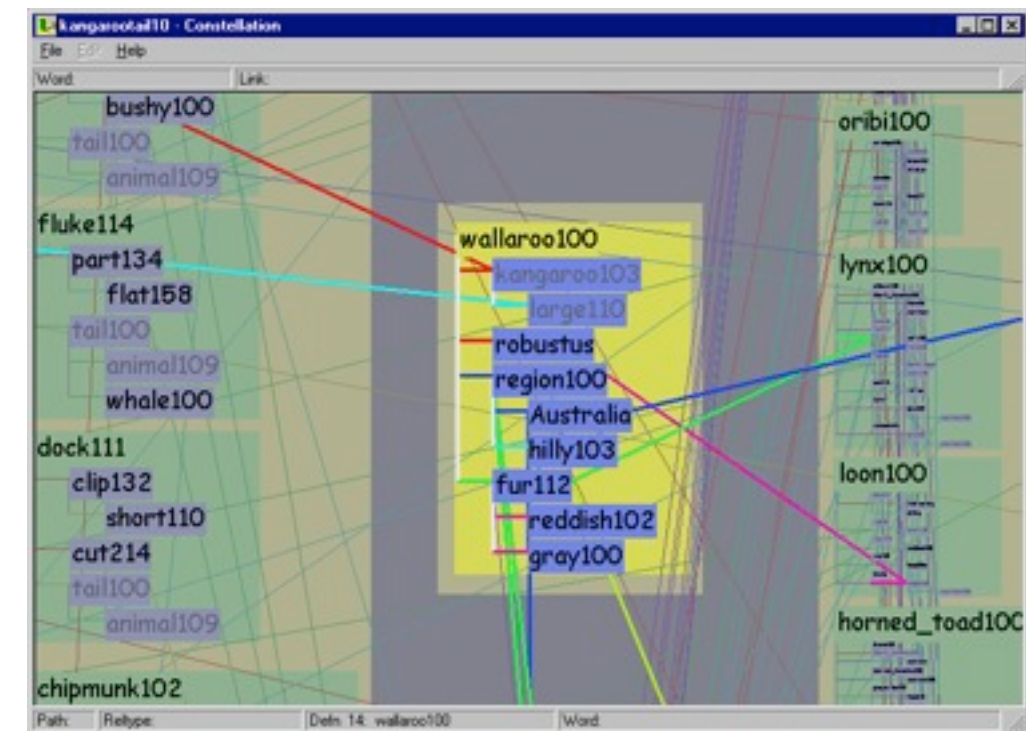 kangarootail10 - Constellation
File Edit Help
Word: Link:
bushy100
tail100
animal109
fluke114
part134
flat158
tail100
animal109
whale100
dock111
clip132
short110
cut214
tail100
animal109
chipmunk102
wallaroo100
kangaroo103
large110
robustus
region100
Australia
hilly103
fur112
reddish102
gray100
oribi100
lynx100
loon100
horned_toad100
Path: Reltype: Defn 14: wallaroo100 Word: